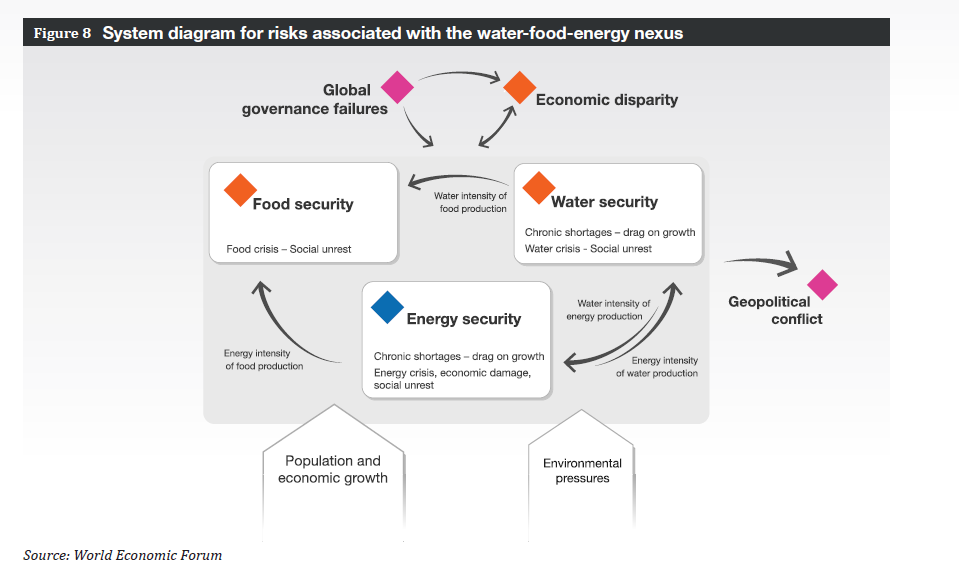 Figure 8 System diagram for risks associated with the water-food-energy nexus
Global
governance failures
Economic disparity
Food security
Food crisis – Social unrest
Water intensity of
food production
Water security
Chronic shortages – drag on growth
Water crisis - Social unrest
Geopolitical
conflict
Energy security
Chronic shortages – drag on growth
Energy crisis, economic damage,
social unrest
Water intensity of
energy production
Energy intensity
of food production
Energy intensity
of water production
Population and
economic growth
Environmental
pressures
Source: World Economic Forum